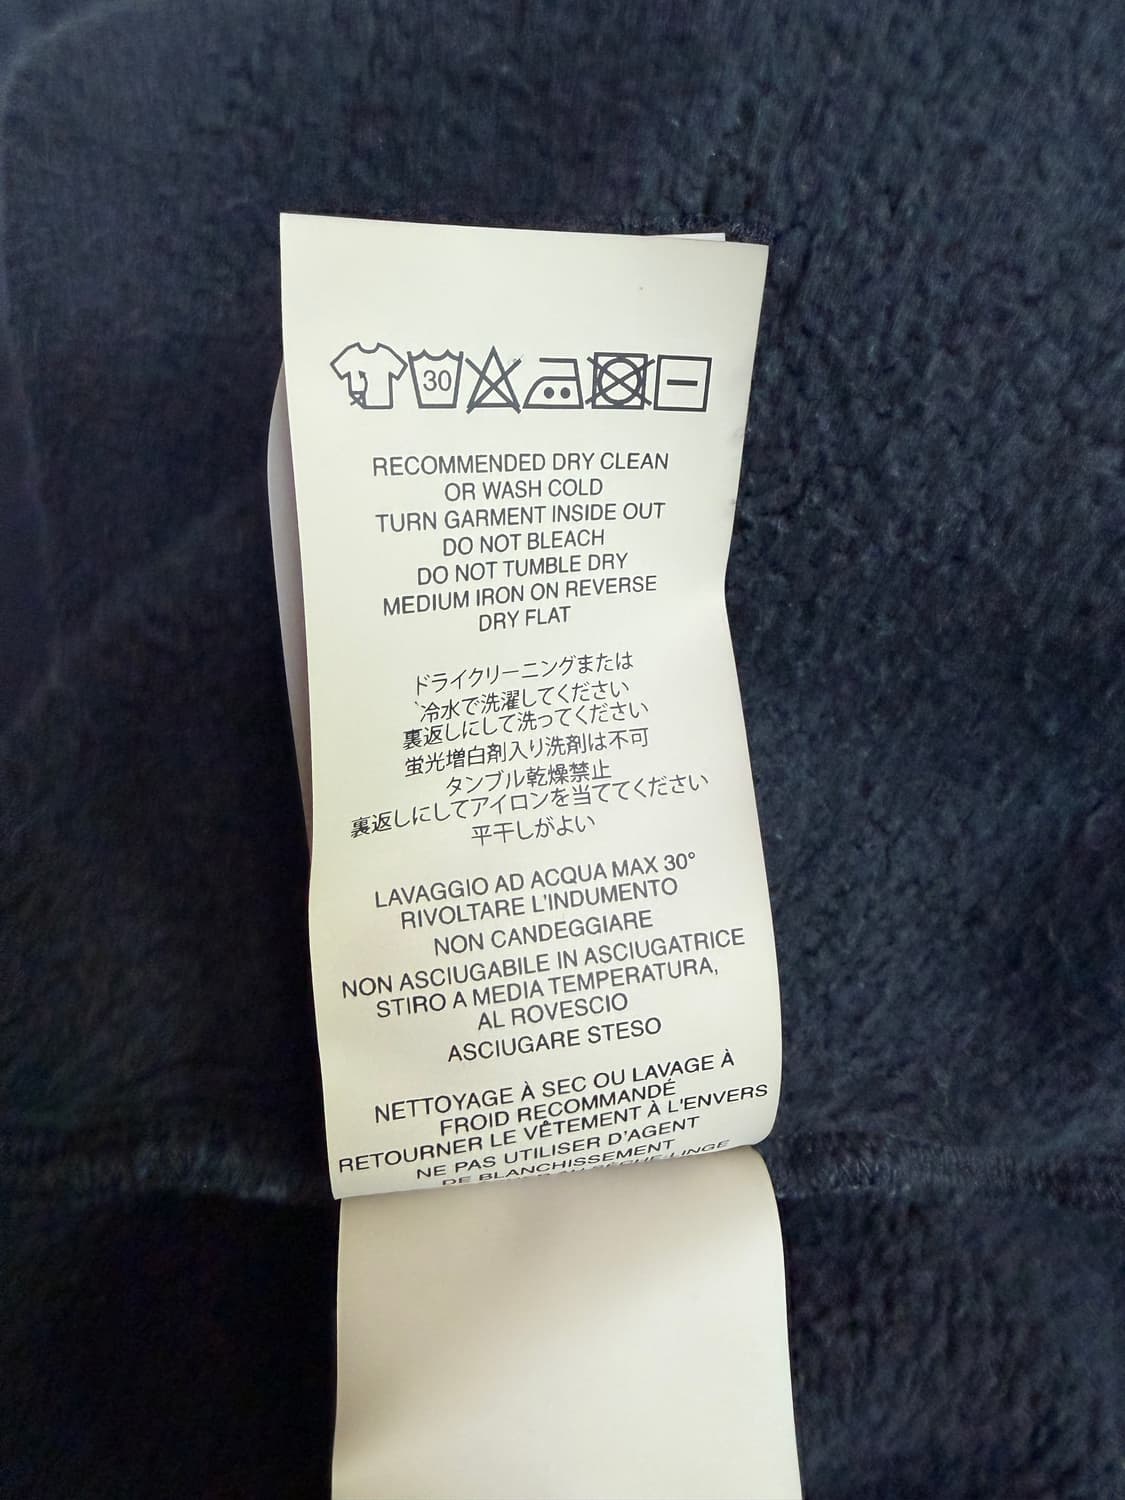 30
RECOMMENDED DRY CLEAN
OR WASH COLD
TURN GARMENT INSIDE OUT
DO NOT BLEACH
DO NOT TUMBLE DRY
MEDIUM IRON ON REVERSE
DRY FLAT
ドライクリーニングまたは
冷水で洗濯してください
裏返しにして洗ってください
蛍光増白剤入り洗剤は不可
タンブル乾燥禁止
裏返しにしてアイロンを当ててください
平干しがよい
LAVAGGIO AD ACQUA MAX 30°
RIVOLTARE L'INDUMENTO
NON CANDEGGIARE
NON ASCIUGABILE IN ASCIUGATRICE
STIRO A MEDIA TEMPERATURA,
AL ROVESCIO
ASCIUGARE STESO
NETTOYAGE À SEC OU LAVAGE À
FROID RECOMMANDÉ
RETOURNER LE VÊTEMENT À L'ENVERS
NE PAS UTILISER D'AGENT
DE BLANCHISSEMENT
LINGE